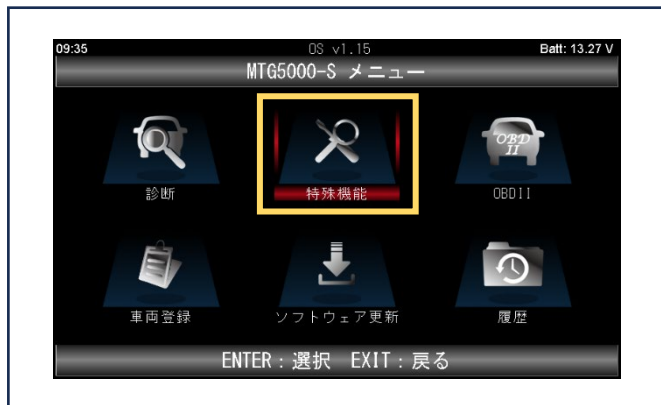 09:35 OS v1.15 Batt: 13.27 V
MTG5000-S メニュー
OBD
II
診断 特殊機能 OBDII
車両登録 ソフトウェア更新 履歴
ENTER：選択 EXIT：戻る